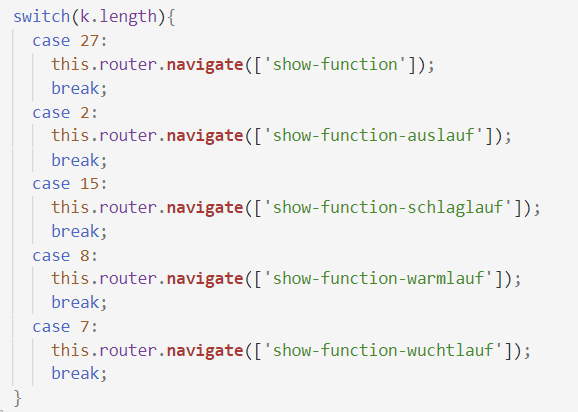 switch(k.length){
case 27:
this.router.navigate(['show-function']);
break;
case 2:
this.router.navigate(['show-function-auslauf']);
break;
case 15:
this.router.navigate(['show-function-schlaglauf']);
break;
case 8:
this.router.navigate(['show-function-warmlauf']);
break;
case 7:
this.router.navigate(['show-function-wuchtlauf']);
break;
}